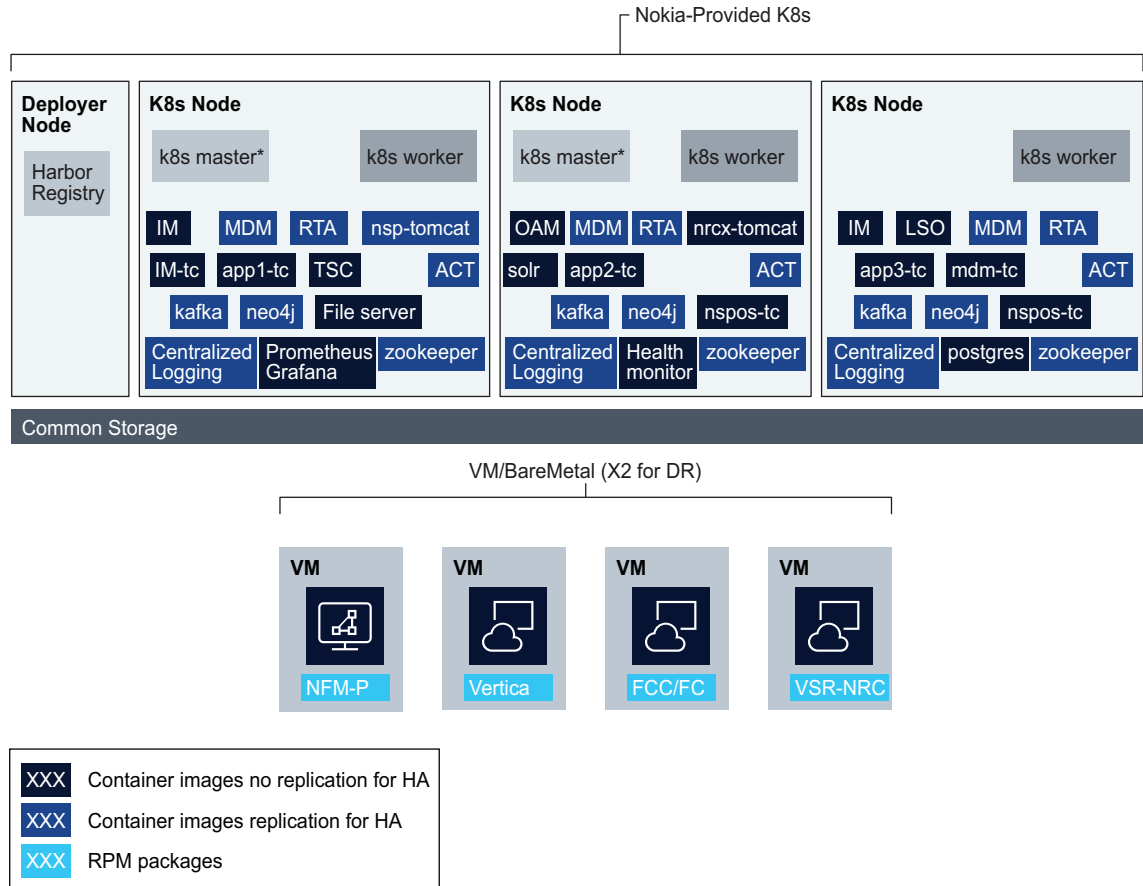 Nokia-Provided K8s
Deployer
Node
Harbor
Registry
K8s Node
k8s master*
k8s worker
IM
MDM
RTA
nsp-tomcat
IM-tc
app1-tc
TSC
ACT
kafka
neo4j
File server
Centralized
Logging
Prometheus
Grafana
zookeeper
K8s Node
k8s master*
k8s worker
OAM
MDM
RTA
nrcx-tomcat
solr
app2-tc
ACT
kafka
neo4j
nspos-tc
Centralized
Logging
Health
monitor
zookeeper
K8s Node
k8s worker
IM
LSO
MDM
RTA
app3-tc
mdm-tc
ACT
kafka
neo4j
nspos-tc
Centralized
Logging
postgres
zookeeper
Common Storage
VM/BareMetal (X2 for DR)
VM
NFM-P
VM
Vertica
VM
FCC/FC
VM
VSR-NRC
XXX Container images no replication for HA
XXX Container images replication for HA
XXX RPM packages